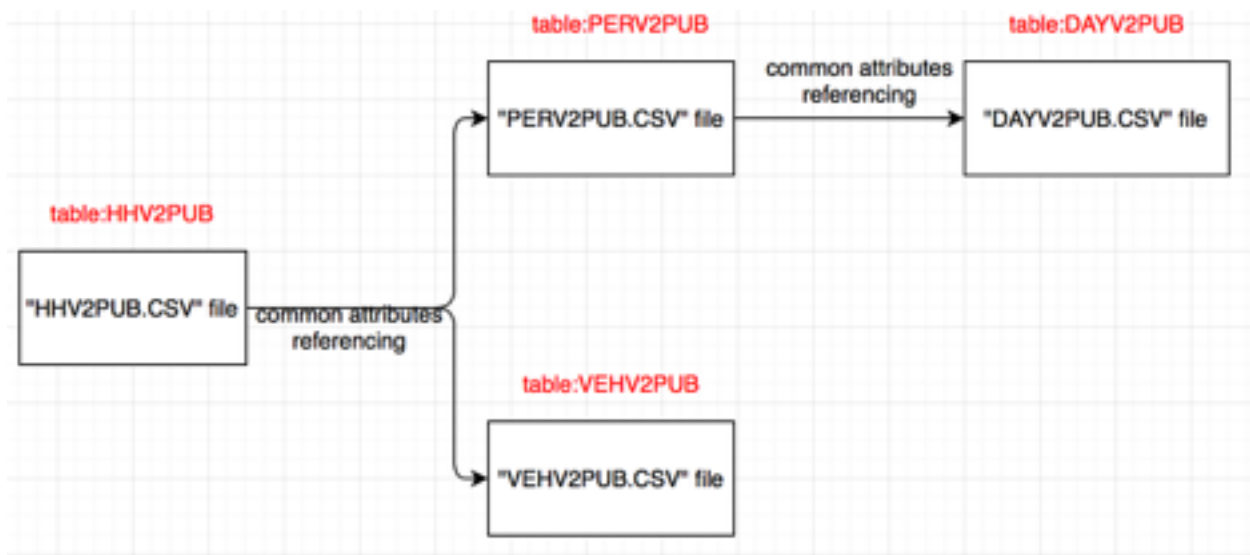 table:PERV2PUB
table:DAYV2PUB
common attributes
referencing
"PERV2PUB.CSV" file
"DAYV2PUB.CSV" file
table:HHV2PUB
"HHV2PUB.CSV" file
common attributes
referencing
table:VEHV2PUB
"VEHV2PUB.CSV" file